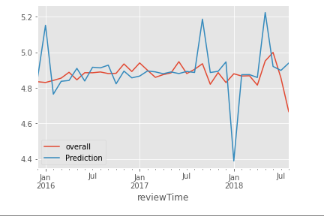 5.2
5.0
4.8
4.6
4.4
overall
Prediction
Jan Jul Jan Jul Jan Jul
2016 2017 2018
reviewTime